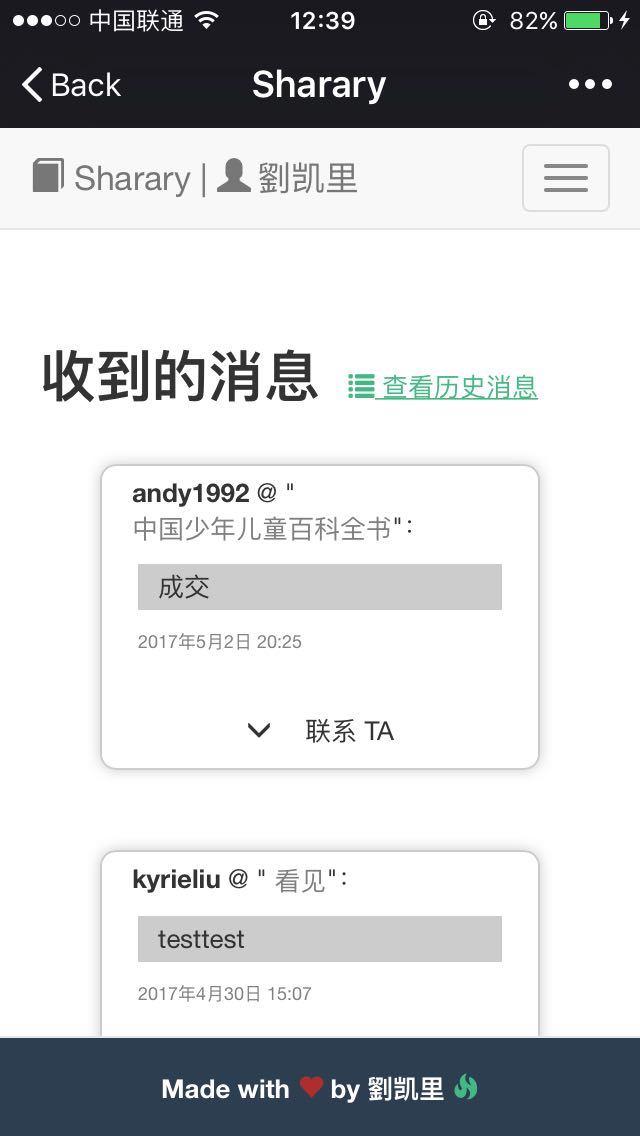 中国联通 12:39 82%
Back Sharary
Sharary | 劉凯里
收到的消息 查看历史消息
andy1992 @ "
中国少年儿童百科全书":
成交
2017年5月2日 20:25
联系 TA
kyrieliu @ " 看见":
testtest
2017年4月30日 15:07
Made with by 劉凯里